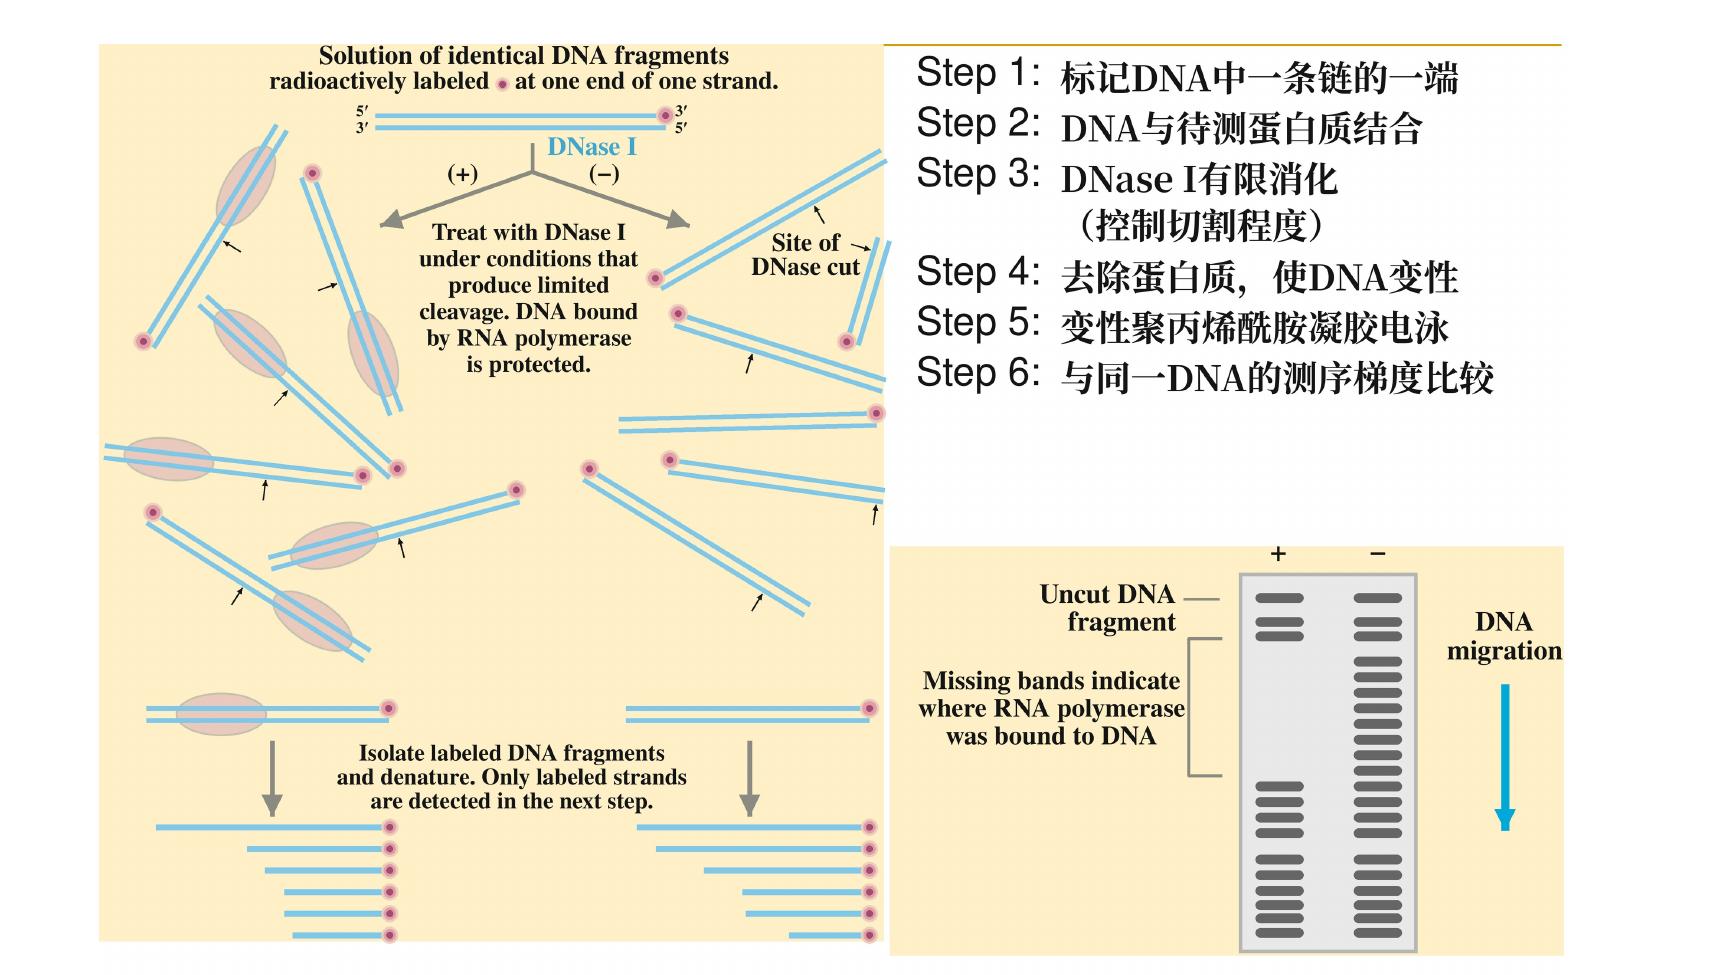 Solution of identical DNA fragments
radioactively labeled at one end of one strand.
5′ 3′
3′ 5′
DNase I
(+) (−)
Treat with DNase I
under conditions that
produce limited
cleavage. DNA bound
by RNA polymerase
is protected.
Site of
DNase cut
Isolate labeled DNA fragments
and denature. Only labeled strands
are detected in the next step.
Step 1: 标记DNA中一条链的一端
Step 2: DNA与待测蛋白质结合
Step 3: DNase I有限消化
（控制切割程度）
Step 4: 去除蛋白质，使DNA变性
Step 5: 变性聚丙烯酰胺凝胶电泳
Step 6: 与同一DNA的测序梯度比较
+ −
Uncut DNA
fragment
Missing bands indicate
where RNA polymerase
was bound to DNA
DNA
migration